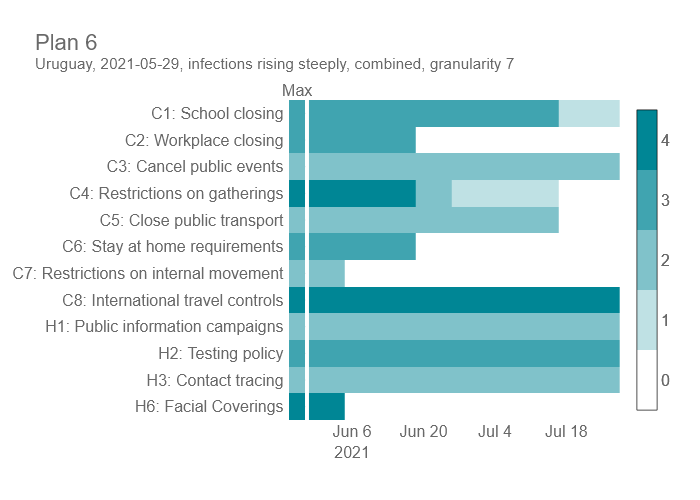 Plan 6
Uruguay, 2021-05-29, infections rising steeply, combined, granularity 7
Max
C1: School closing
C2: Workplace closing
C3: Cancel public events
C4: Restrictions on gatherings
C5: Close public transport
C6: Stay at home requirements
C7: Restrictions on internal movement
C8: International travel controls
H1: Public information campaigns
H2: Testing policy
H3: Contact tracing
H6: Facial Coverings
Jun 6 Jun 20 Jul 4 Jul 18
2021
4
3
2
1
0